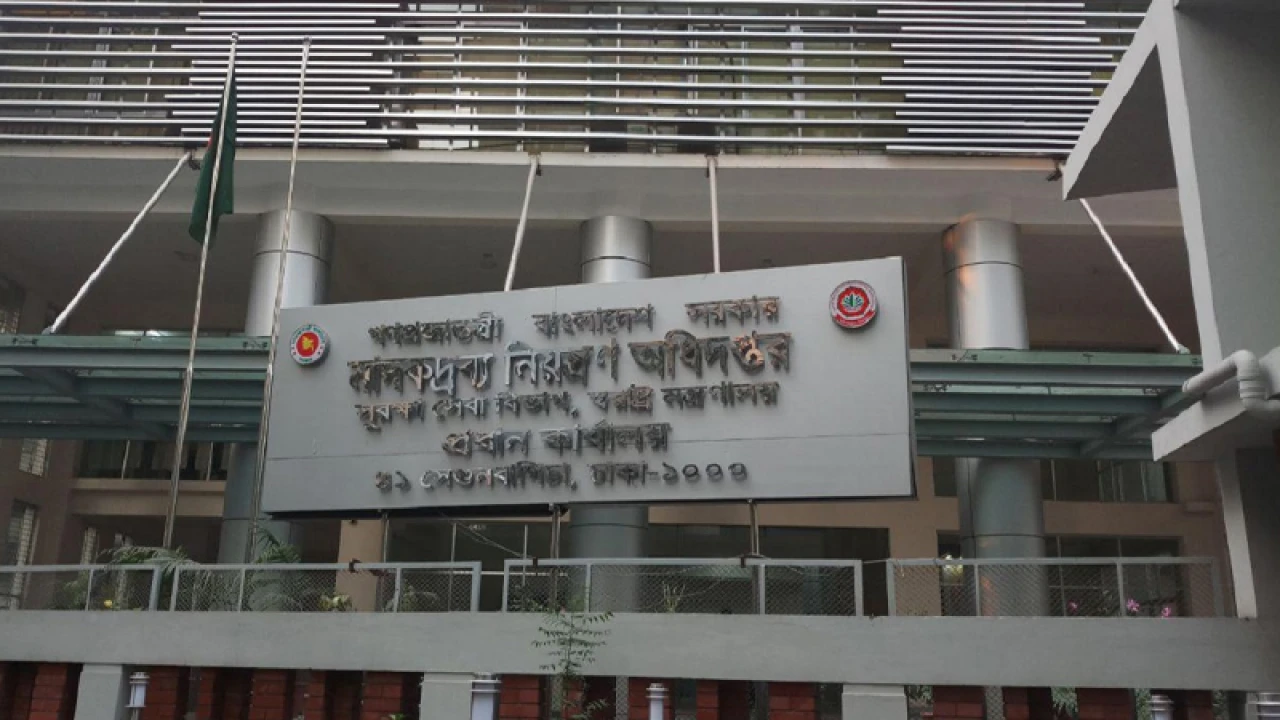 গণপ্রজাতন্ত্রী বাংলাদেশ সরকার
মাদকদ্রব্য নিয়ন্ত্রণ অধিদপ্তর
সুরক্ষা সেবা বিভাগ, স্বরাষ্ট্র মন্ত্রণালয়
প্রধান কার্যালয়
৪১ সেগুনবাগিচা, ঢাকা-১০০০